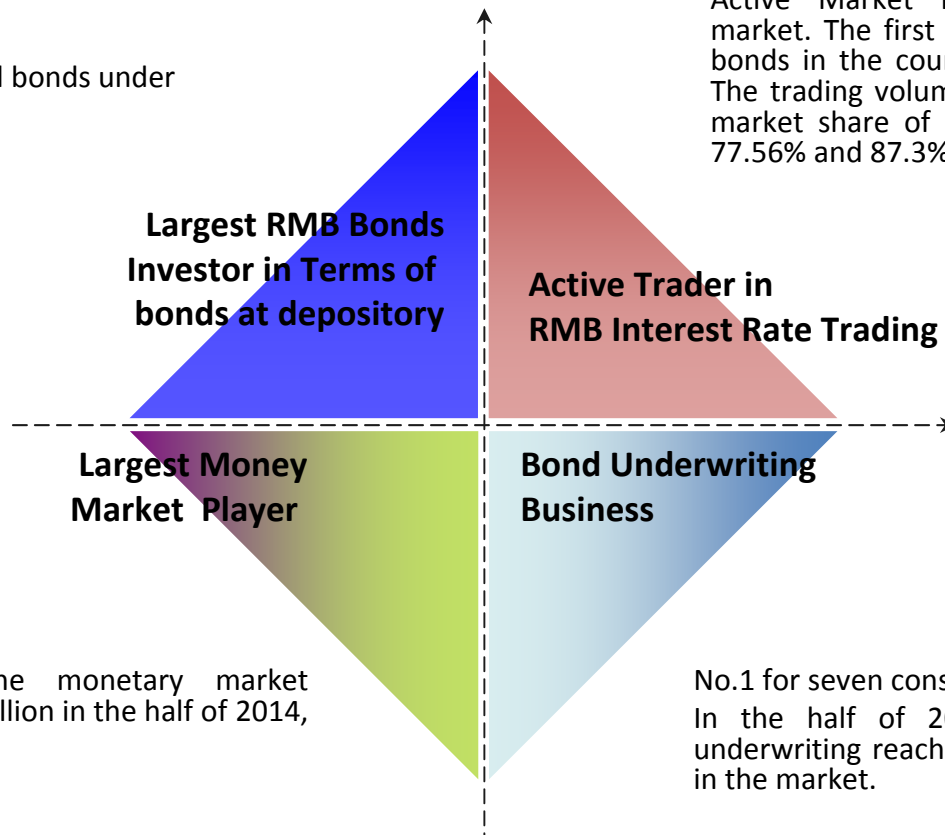 bonds under
Active Market
market. The first
bonds in the coun
The trading volum
market share of
77.56% and 87.3%
Largest RMB Bonds
Investor in Terms of
bonds at depository
Active Trader in
RMB Interest Rate Trading
Largest Money
Market Player
Bond Underwriting
Business
monetary market
in the half of 2014,
No.1 for seven cons
In the half of 2
underwriting reach
in the market.